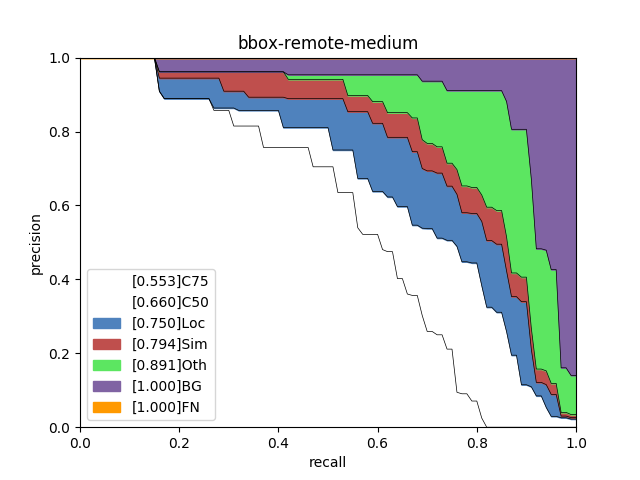 bbox-remote-medium
1.0
0.8
0.6
0.4
0.2
0.0
precision
[0.553]C75
[0.660]C50
[0.750]Loc
[0.794]Sim
[0.891]Oth
[1.000]BG
[1.000]FN
0.0 0.2 0.4 0.6 0.8 1.0
recall